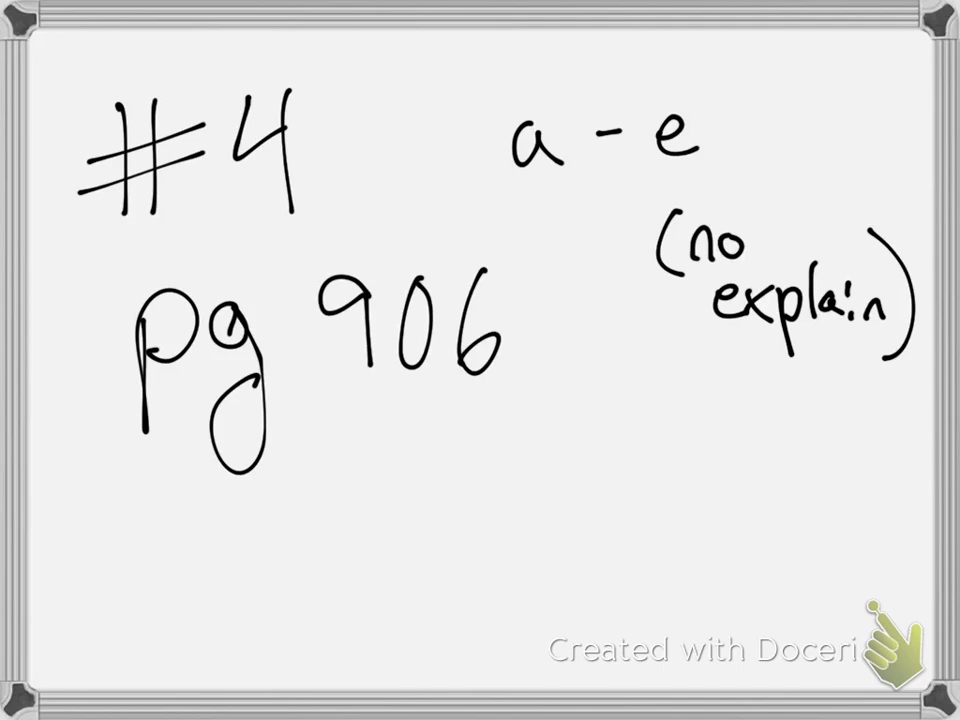 #4
a - e
(no
explain)
pg 906
Created with Doceri